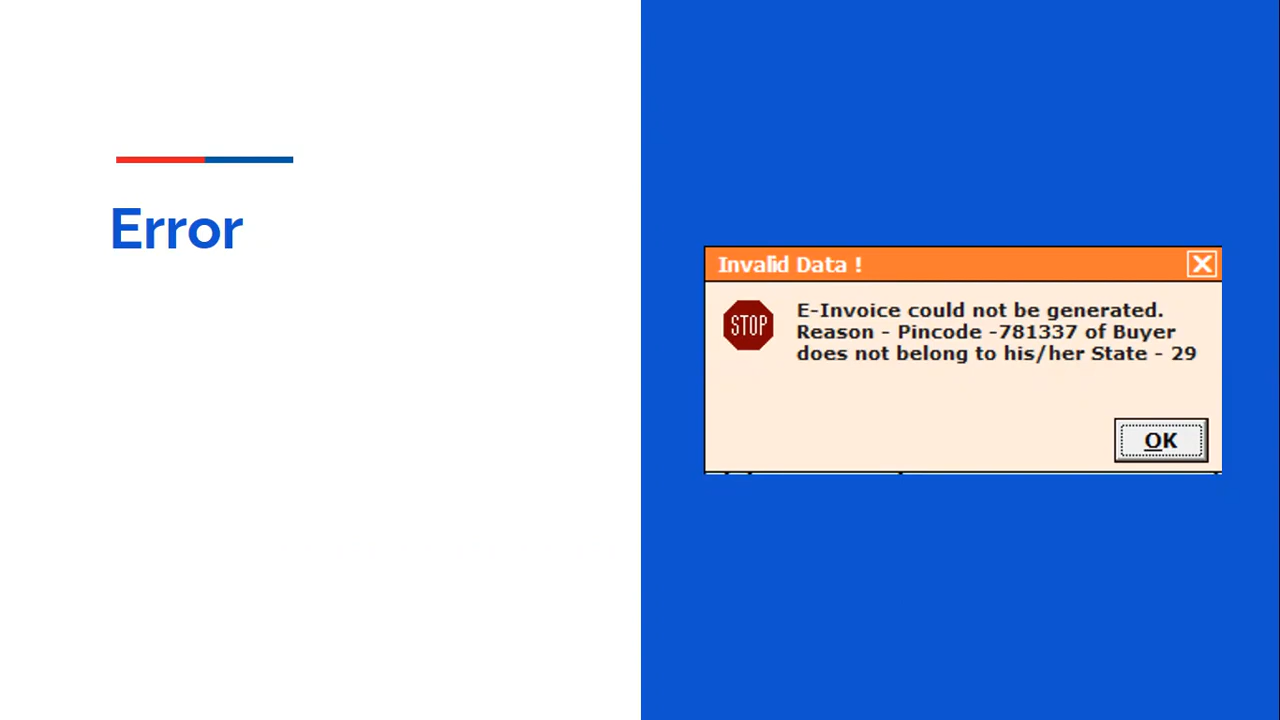 Error
Invalid Data !
STOP
E-Invoice could not be generated.
Reason - Pincode -781337 of Buyer
does not belong to his/her State - 29
OK